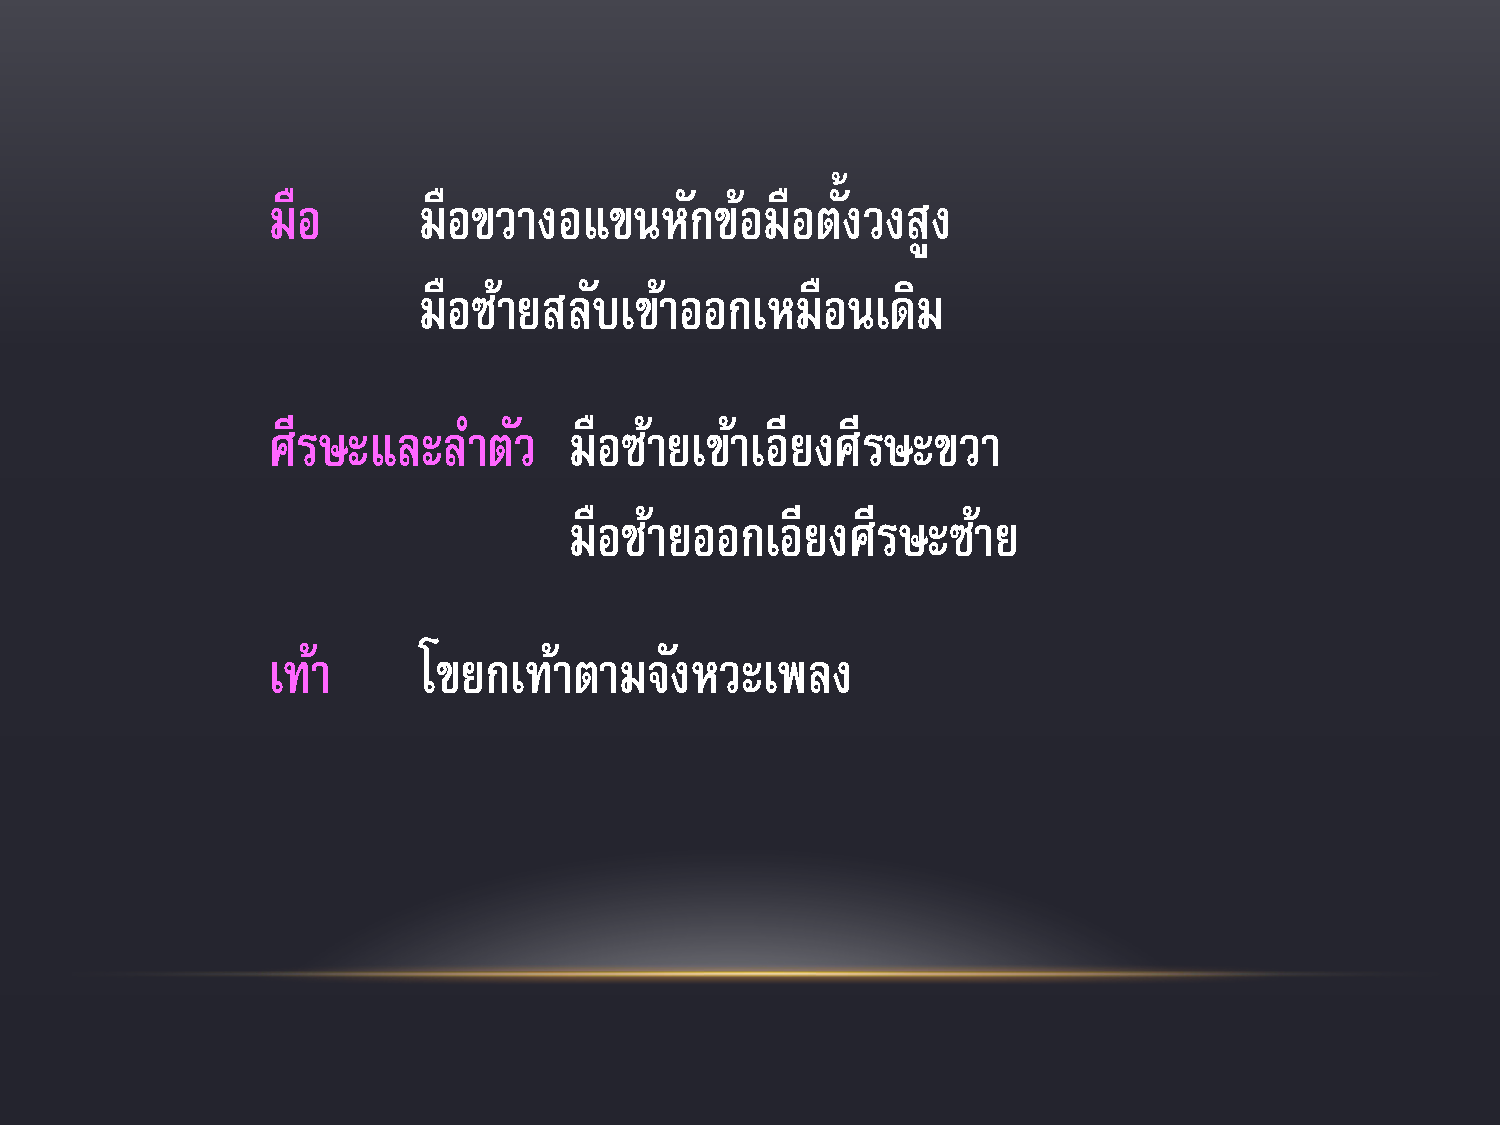 มือ มือขวางอแขนหักข้อมือตั้งวงสูง
มือซ้ายสลับเข้าออกเหมือนเดิม
ศีรษะและลำตัว มือซ้ายเข้าเอียงศีรษะขวา
มือซ้ายออกเอียงศีรษะซ้าย
เท้า โขยกเท้าตามจังหวะเพลง